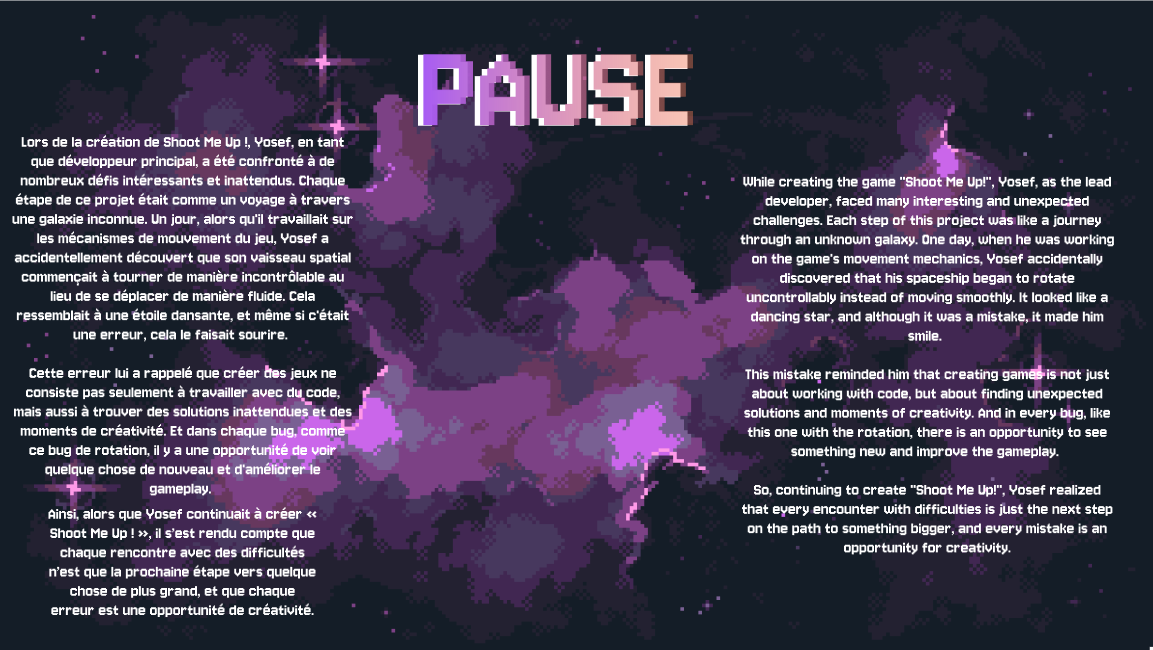 PAUSE
Lors de la création de Shoot Me Up !, Yosef, en tant
que développeur principal, a été confronté à de
nombreux défis intéressants et inattendus. Chaque
étape de ce projet était comme un voyage à travers
une galaxie inconnue. Un jour, alors qu'il travaillait sur
les mécanismes de mouvement du jeu, Yosef a
accidentellement découvert que son vaisseau spatial
commençait à tourner de manière incontrôlable au
lieu de se déplacer de manière fluide. Cela
ressemblait à une étoile dansante, et même si c'était
une erreur, cela le faisait sourire.
Cette erreur lui a rappelé que créer des jeux ne
consiste pas seulement à travailler avec du code,
mais aussi à trouver des solutions inattendues et des
moments de créativité. Et dans chaque bug, comme
ce bug de rotation, il y a une opportunité de voir
quelque chose de nouveau et d'améliorer le
gameplay.
Ainsi, alors que Yosef continuait à créer «
Shoot Me Up ! », il s'est rendu compte que
chaque rencontre avec des difficultés
n'est que la prochaine étape vers quelque
chose de plus grand, et que chaque
erreur est une opportunité de créativité.
While creating the game "Shoot Me Up!", Yosef, as the lead
developer, faced many interesting and unexpected
challenges. Each step of this project was like a journey
through an unknown galaxy. One day, when he was working
on the game's movement mechanics, Yosef accidentally
discovered that his spaceship began to rotate
uncontrollably instead of moving smoothly. It looked like a
dancing star, and although it was a mistake, it made him
smile.
This mistake reminded him that creating games is not just
about working with code, but about finding unexpected
solutions and moments of creativity. And in every bug, like
this one with the rotation, there is an opportunity to see
something new and improve the gameplay.
So, continuing to create "Shoot Me Up!", Yosef realized
that every encounter with difficulties is just the next step
on the path to something bigger, and every mistake is an
opportunity for creativity.